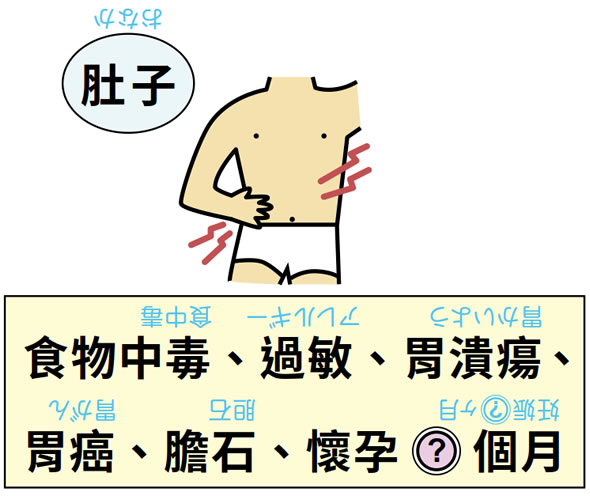 おなか
肚子
食中毒 アレルギー 胃かいよう
食物中毒、過敏、胃潰瘍、
胃がん 胆石 妊娠?ヶ月
胃癌、膽石、懷孕?個月